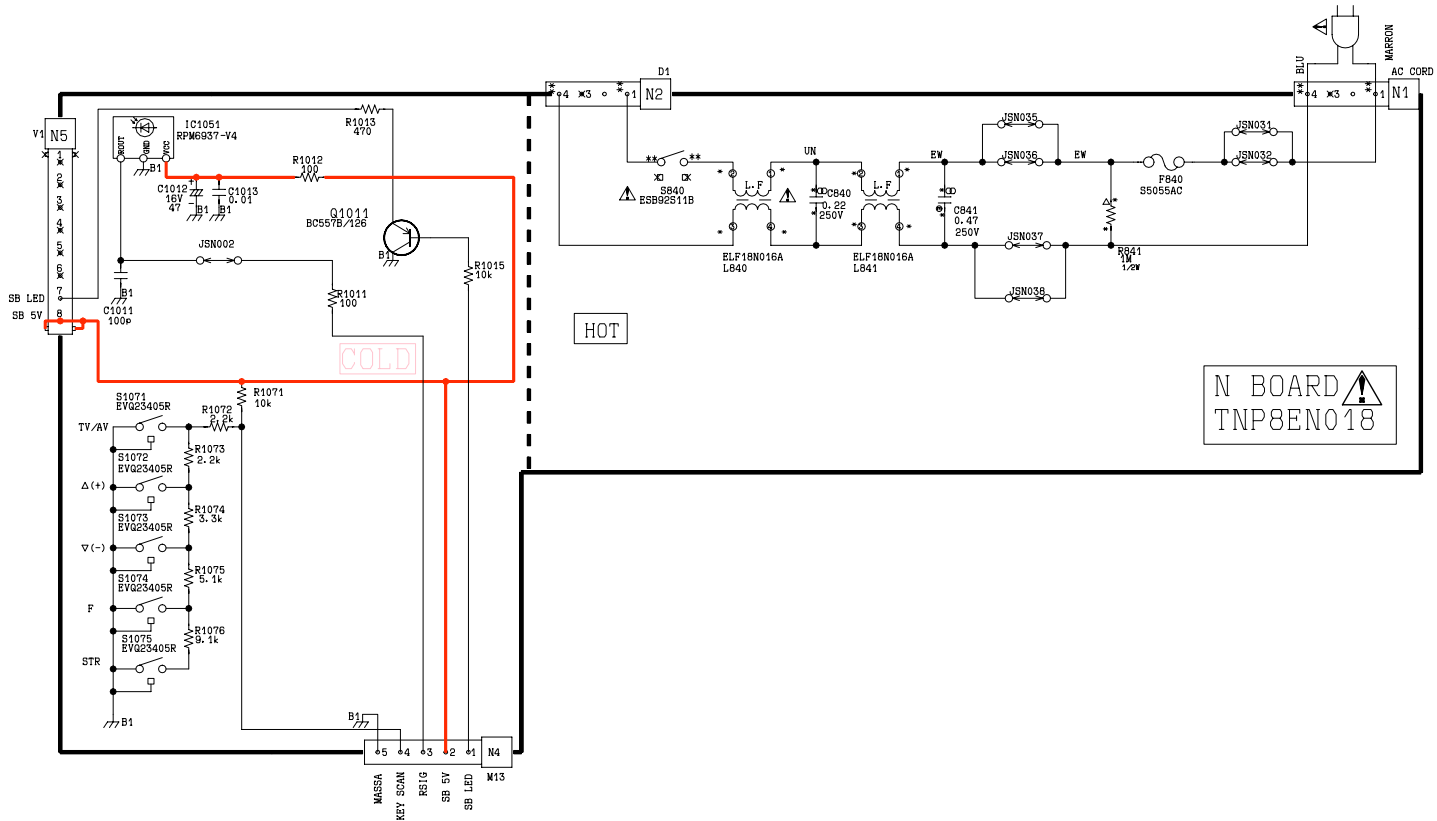 D1
N2
** 4 *3 ** 1
BLU
MARRON
AC CORD
N1
** 4 *3 ** 1
V1 N5
1
2
3
4
5
6
7
8
SB LED
SB 5V
IC1051
RPM6937-V4
ROUT
GND
VCC
B1
R1013
470
R1012
100
C1012
16V
47
B1
C1013
0.01
B1
Q1011
BC557B/126
B1
JSN002
R1015
10k
R1011
100
C1011
100p
B1
COLD
HOT
** **
S840
ESB92S11B
L.F
ELF18N016A
L840
UN
C840
0.22
250V
L.F
ELF18N016A
L841
EW
C841
0.47
250V
JSN035
JSN036
EW
JSN037
JSN038
R841
1M
1/2W
F840
S5055AC
JSN031
JSN032
N BOARD
TNP8EN018
R1071
10k
S1071
EVQ23405R
TV/AV
R1072
2.2k
R1073
2.2k
S1072
EVQ23405R
△(+)
R1074
3.3k
S1073
EVQ23405R
▽(-)
R1075
5.1k
S1074
EVQ23405R
F
R1076
9.1k
S1075
EVQ23405R
STR
B1
B1
5 4 3 2 1
N4
M13
MASSA
KEY SCAN
RSIG
SB 5V
SB LED